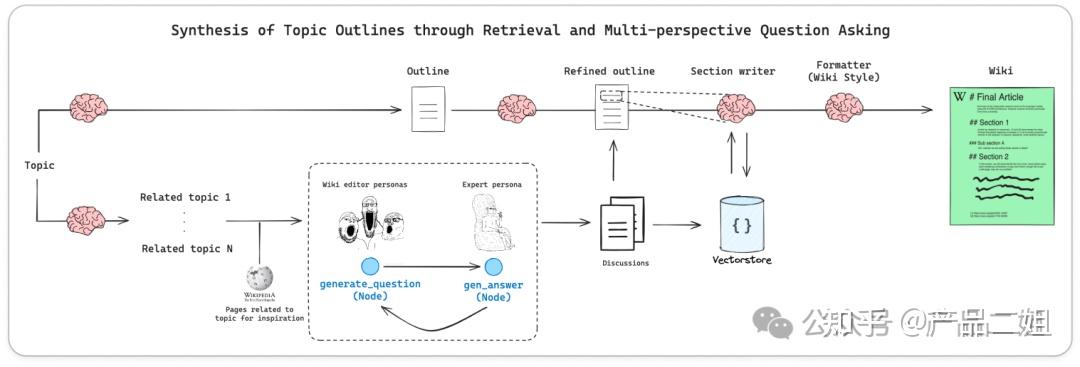 Synthesis of Topic Outlines through Retrieval and Multi-perspective Question Asking
Outline
Refined outline
Section writer
Formatter
(Wiki Style)
Wiki
Topic
W # Final Article
## Section 1
### Sub section A
## Section 2
Related topic 1
Related topic N
WIKIPEDIA
The Free Encyclopedia
Pages related to
topic for inspiration
Wiki editor personas
Expert persona
generate_question
(Node)
gen_answer
(Node)
Discussions
{ }
Vectorstore
知乎 @产品二姐